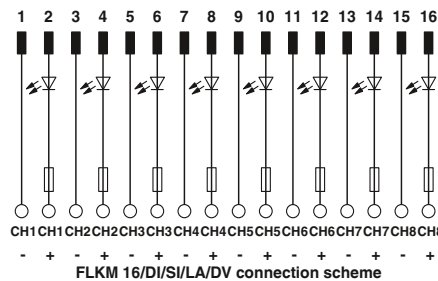 1 2 3 4 5 6 7 8 9 10 11 12 13 14 15 16
CH1 CH1 CH2 CH2 CH3 CH3 CH4 CH4 CH5 CH5 CH6 CH6 CH7 CH7 CH8 CH8
- + - + - + - + - + - + - + - +
FLKM 16/DI/SI/LA/DV connection scheme